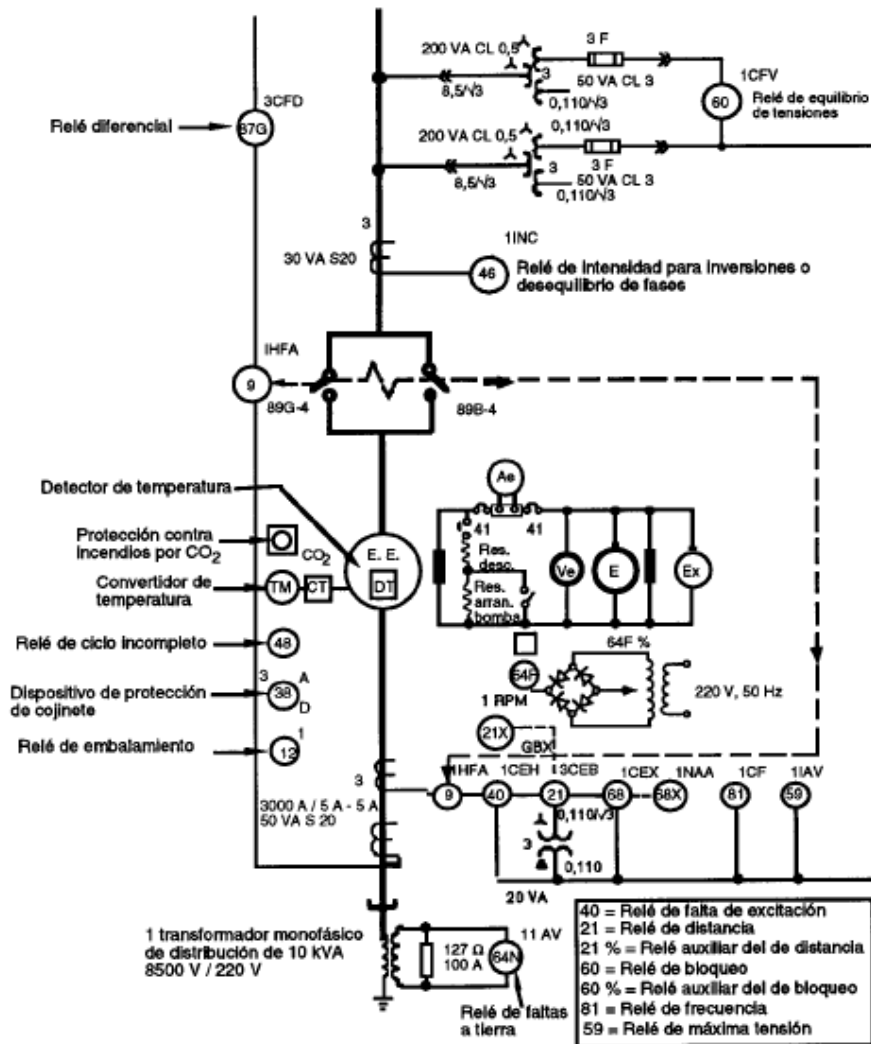 3 F
200 VA CL 0,5
3
50 VA CL 3
8,5/√3
0,110/√3
1CFV
60
Relé de equilibrio
de tensiones
3CFD
87G
Relé diferencial
200 VA CL 0,5
0,110/√3
3 F
3
50 VA CL 3
8,5/√3
0,110/√3
3
30 VA S20
1INC
46
Relé de intensidad para inversiones o
desequilibrio de fases
IHFA
9
89G-4
89B-4
Detector de temperatura
Ae
41
41
Protección contra
incendios por CO2
CO2
E. E.
DT
Res.
desc.
Ve
E
Ex
Convertidor de
temperatura
TM
CT
Res.
arran.
bomba
Relé de ciclo incompleto
48
64F %
64F
1 RPM
220 V, 50 Hz
3
A
38
D
Dispositivo de protección
de cojinete
21X
GBX
Relé de embalamiento
1
12
3
1HFA
1CEH
3CEB
1CEX
1NAA
1CF
1IAV
9
40
21
68
68X
81
59
3000 A / 5 A - 5 A
50 VA S 20
0,110/√3
3
0,110
20 VA
1 transformador monofásico
de distribución de 10 kVA
8500 V / 220 V
127 Ω
100 A
11 AV
64N
Relé de faltas
a tierra
40 = Relé de falta de excitación
21 = Relé de distancia
21 % = Relé auxiliar del de distancia
60 = Relé de bloqueo
60 % = Relé auxiliar del de bloqueo
81 = Relé de frecuencia
59 = Relé de máxima tensión